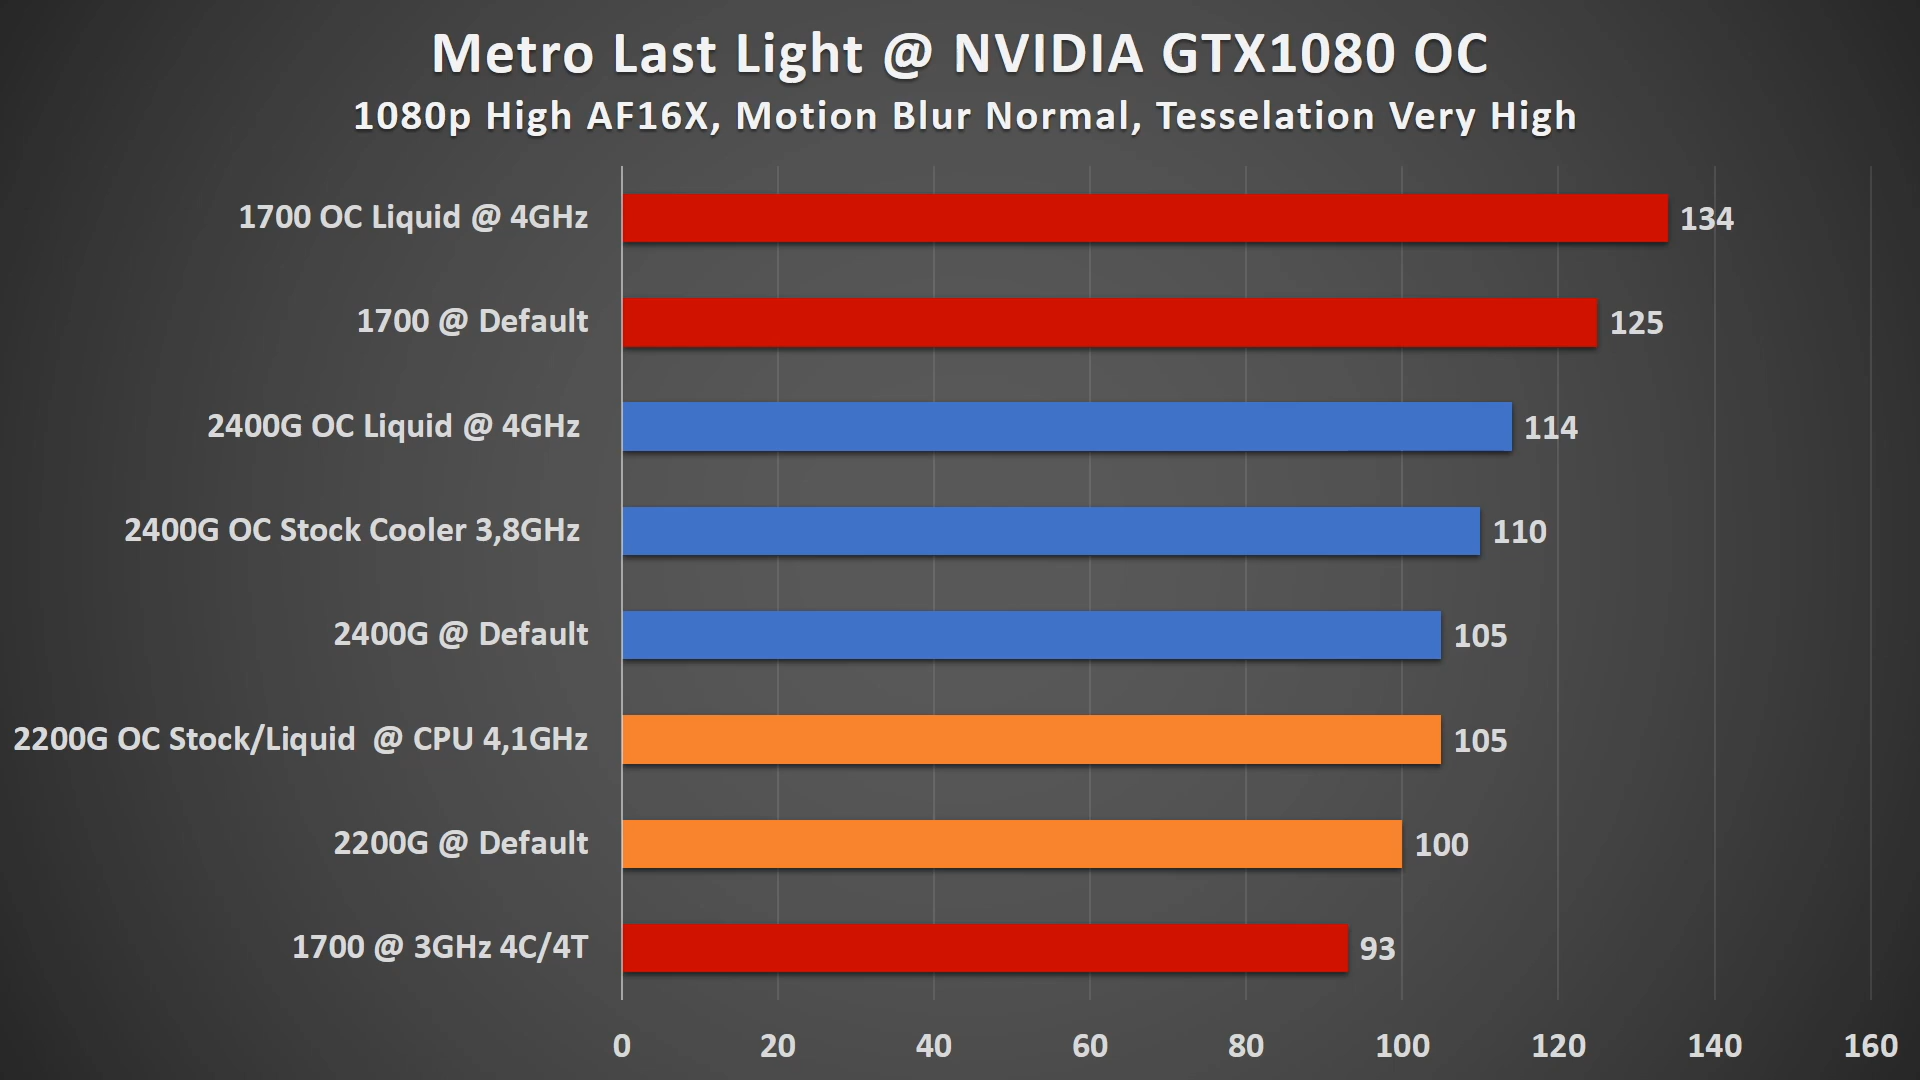 Metro Last Light @ NVIDIA GTX1080 OC
1080p High AF16X, Motion Blur Normal, Tesselation Very High
1700 OC Liquid @ 4GHz 134
1700 @ Default 125
2400G OC Liquid @ 4GHz 114
2400G OC Stock Cooler 3,8GHz 110
2400G @ Default 105
2200G OC Stock/Liquid @ CPU 4,1GHz 105
2200G @ Default 100
1700 @ 3GHz 4C/4T 93
0 20 40 60 80 100 120 140 160